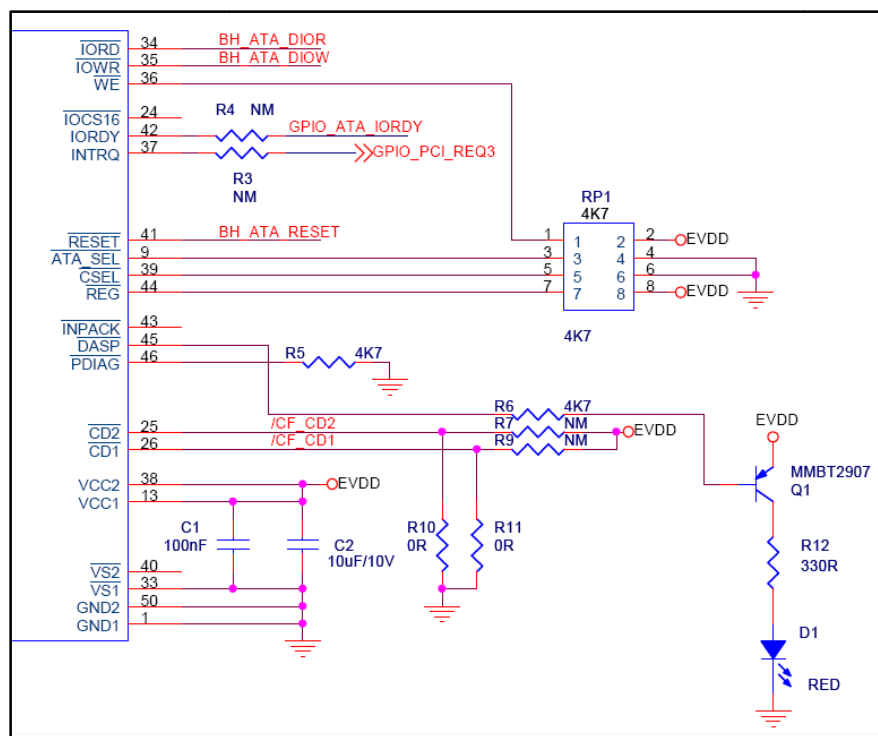 IORD 34 BH_ATA_DIOR
IOWR 35 BH_ATA_DIOW
WE 36
IOCS16 24
R4 NM
IORDY 42 GPIO_ATA_IORDY
INTRQ 37 GPIO_PCI_REQ3
R3
NM
RP1
4K7
RESET 41 BH_ATA_RESET 1 1 2 2 EVDD
ATA_SEL 9 3 3 4 4
CSEL 39 5 5 6 6
REG 44 7 7 8 8 EVDD
INPACK 43
4K7
DASP 45
PDIAG 46 R5 4K7
R6 4K7
CD2 25 /CF_CD2 R7 NM EVDD
CD1 26 /CF_CD1 R9 NM
EVDD
MMBT2907
Q1
VCC2 38 EVDD
VCC1 13
C1
100nF
C2
10uF/10V
R10
0R
R11
0R
R12
330R
VS2 40
VS1 33
GND2 50
GND1 1
D1
RED